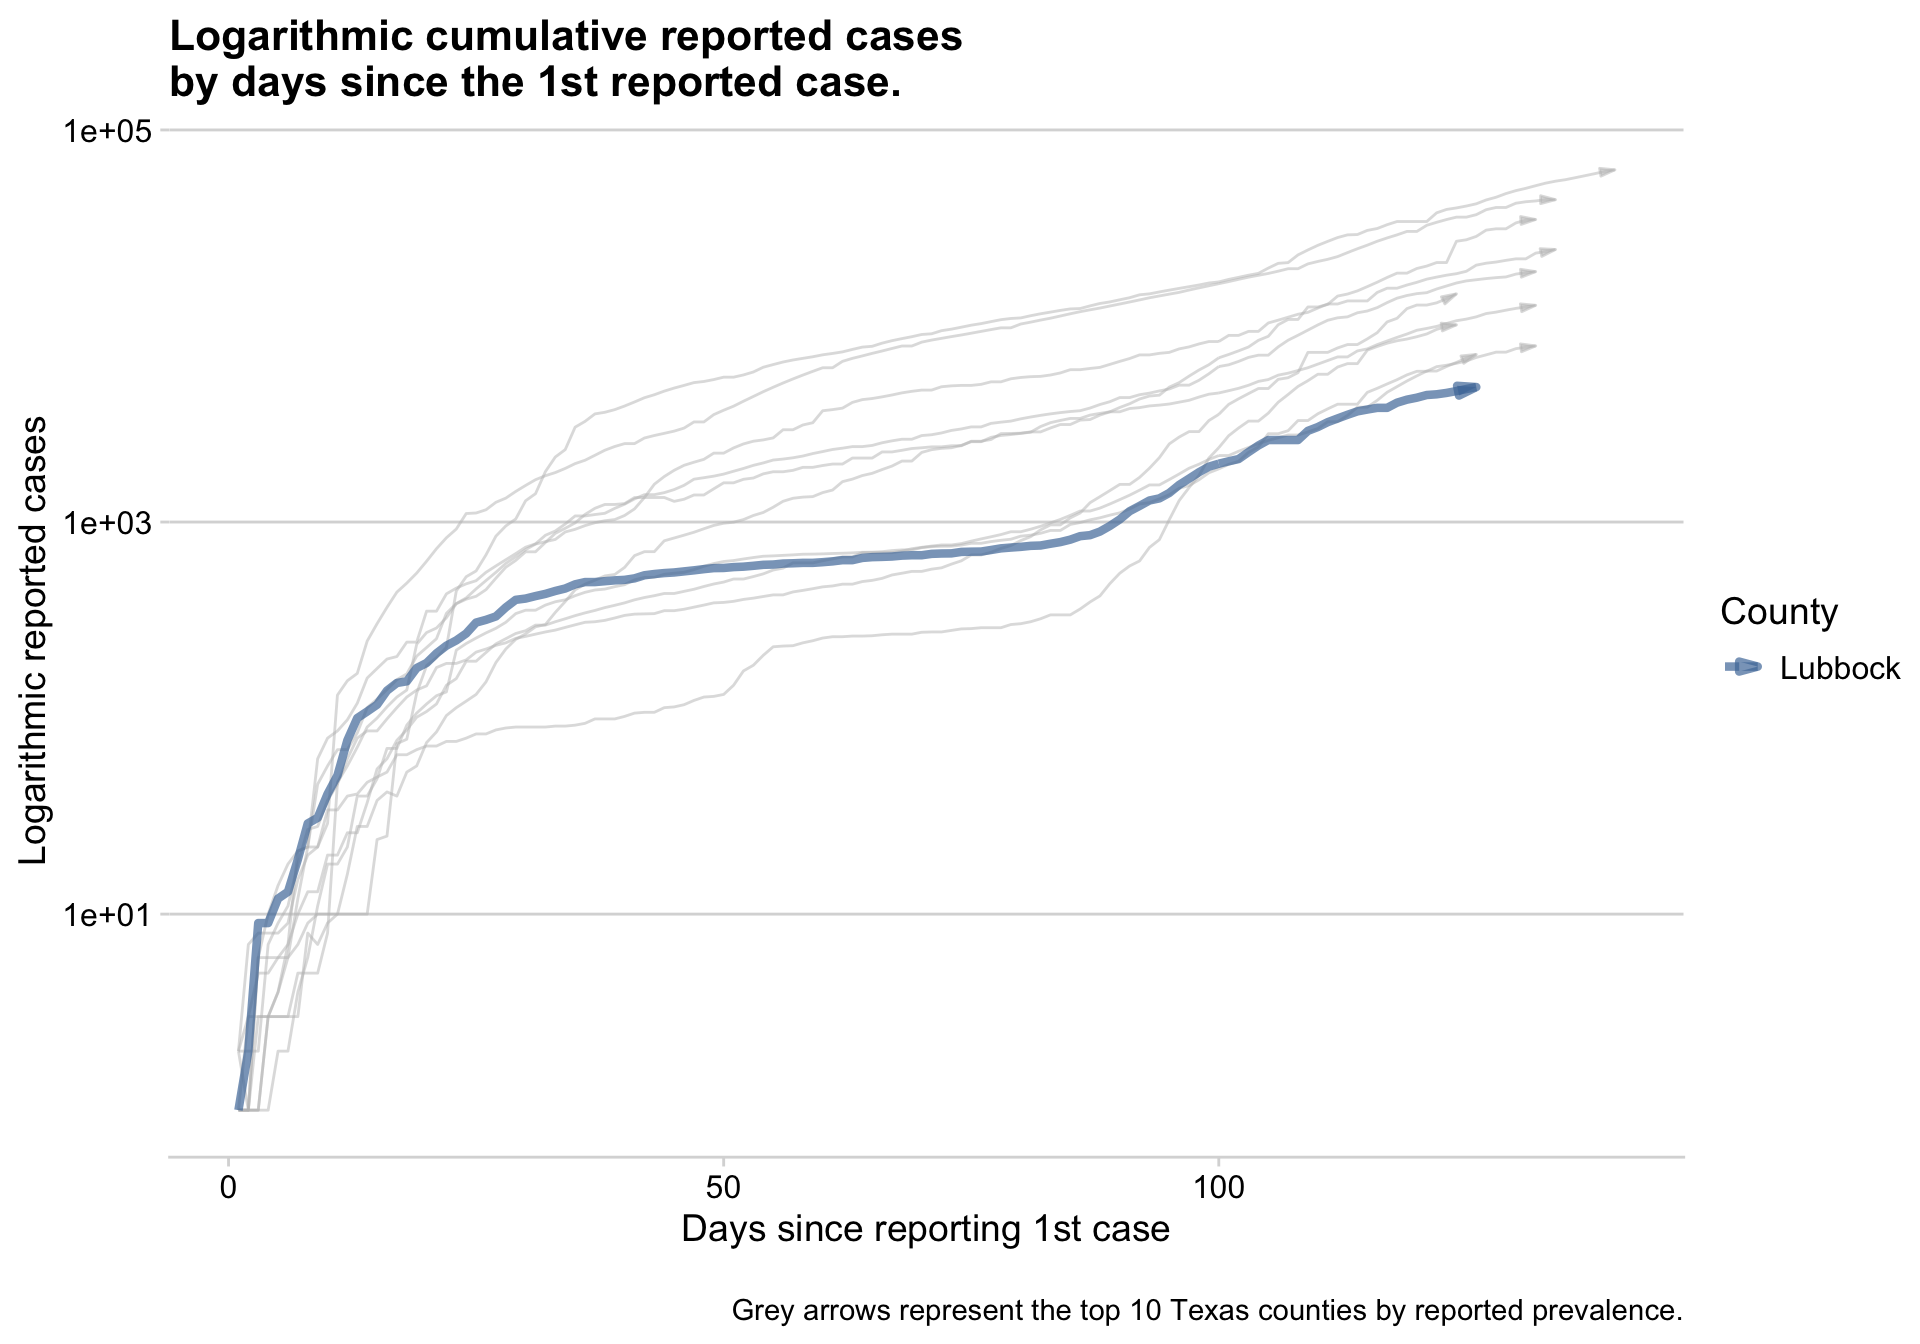 Logarithmic cumulative reported cases
by days since the 1st reported case.
1e+05
1e+03
1e+01
Logarithmic reported cases
0
50
100
Days since reporting 1st case
County
Lubbock
Grey arrows represent the top 10 Texas counties by reported prevalence.